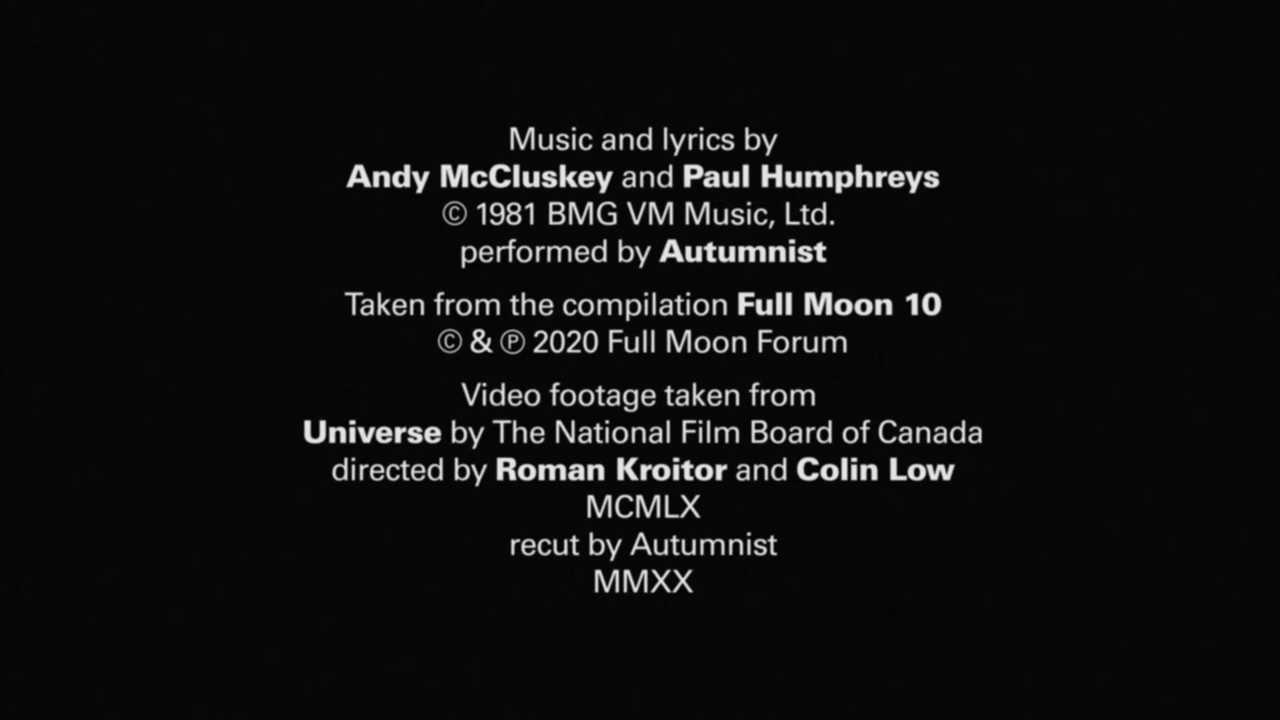 Music and lyrics by
Andy McCluskey and Paul Humphreys
© 1981 BMG VM Music, Ltd.
performed by Autumnist
Taken from the compilation Full Moon 10
© & ℗ 2020 Full Moon Forum
Video footage taken from
Universe by The National Film Board of Canada
directed by Roman Kroitor and Colin Low
MCMLX
recut by Autumnist
MMXX